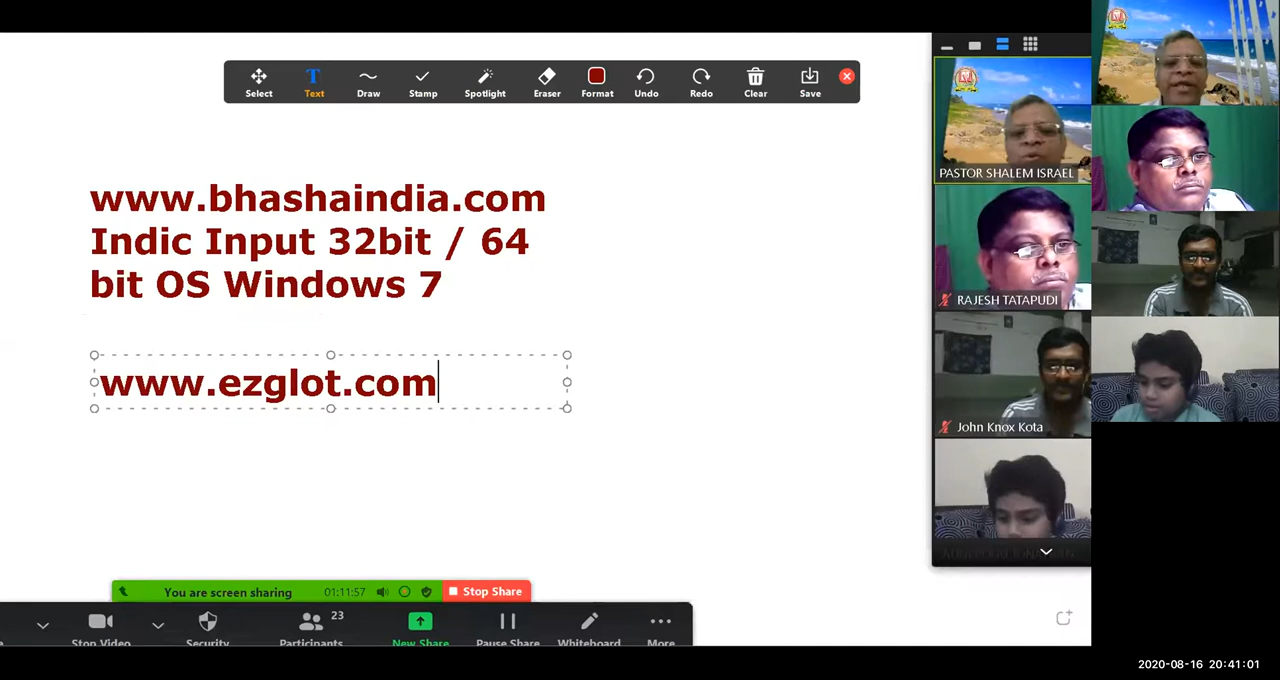 Select
Text
Draw
Stamp
Spotlight
Eraser
Format
Undo
Redo
Clear
Save
www.bhashaindia.com
Indic Input 32bit / 64
bit OS Windows 7
www.ezglot.com
PASTOR SHALEM ISRAEL
RAJESH TATAPUDI
John Knox Kota
You are screen sharing
01:11:57
Stop Share
Stop Video
Security
Participants
23
New Share
Pause Share
Whiteboard
More
2020-08-16 20:41:01